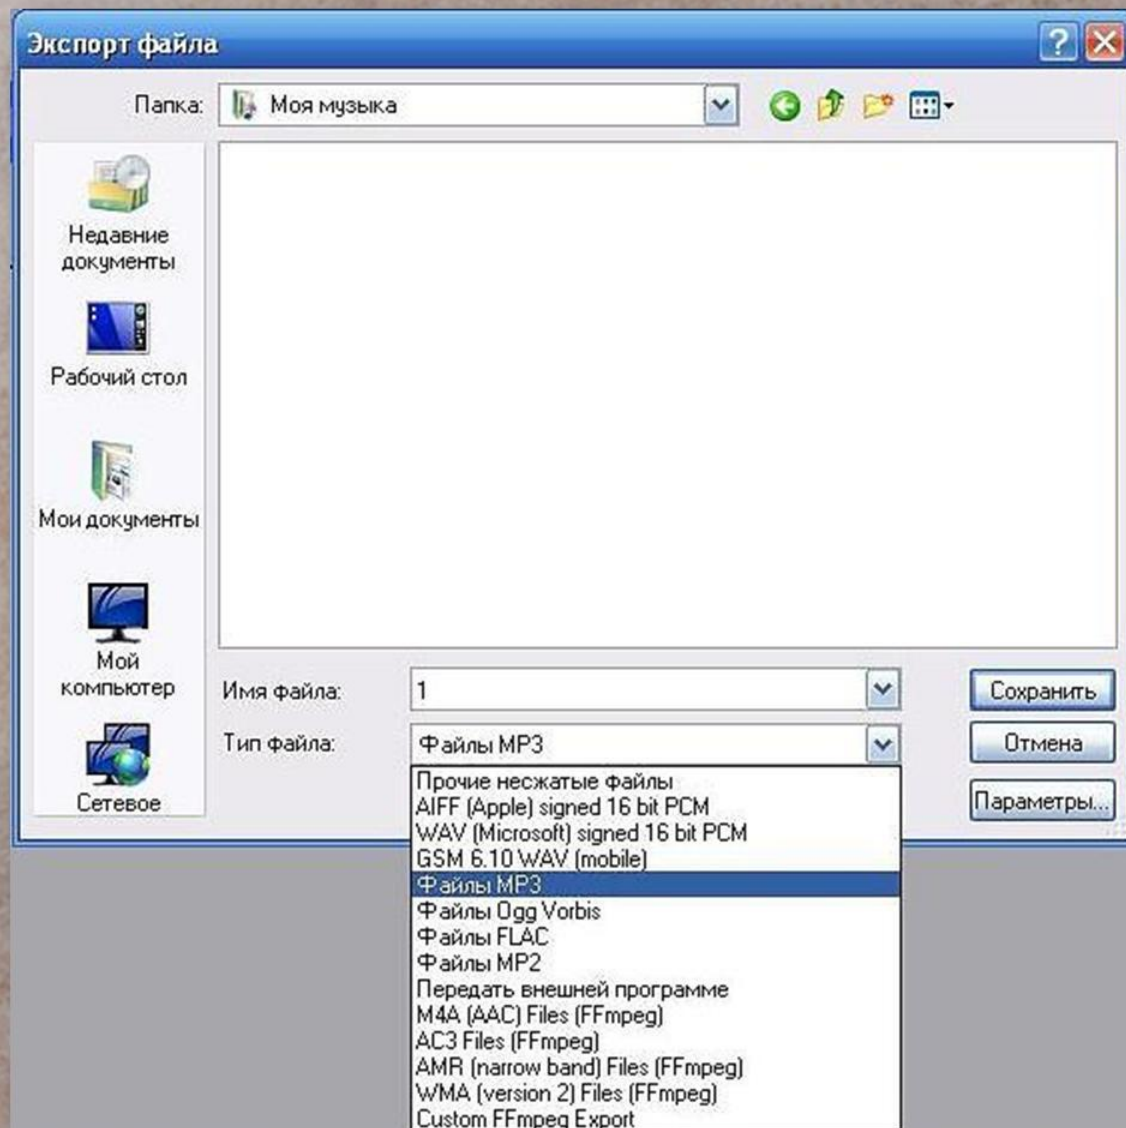 Экспорт файла
Папка:
Моя музыка
Недавние
документы
Рабочий стол
Мои документы
Мой
компьютер
Сетевое
Имя файла:
1
Сохранить
Тип файла:
Файлы MP3
Отмена
Параметры...
Прочие несжатые файлы
AIFF (Apple) signed 16 bit PCM
WAV (Microsoft) signed 16 bit PCM
GSM 6.10 WAV (mobile)
Файлы MP3
Файлы Ogg Vorbis
Файлы FLAC
Файлы MP2
Передать внешней программе
M4A (AAC) Files (FFmpeg)
AC3 Files (FFmpeg)
AMR (narrow band) Files (FFmpeg)
WMA (version 2) Files (FFmpeg)
Custom FFmpeg Export